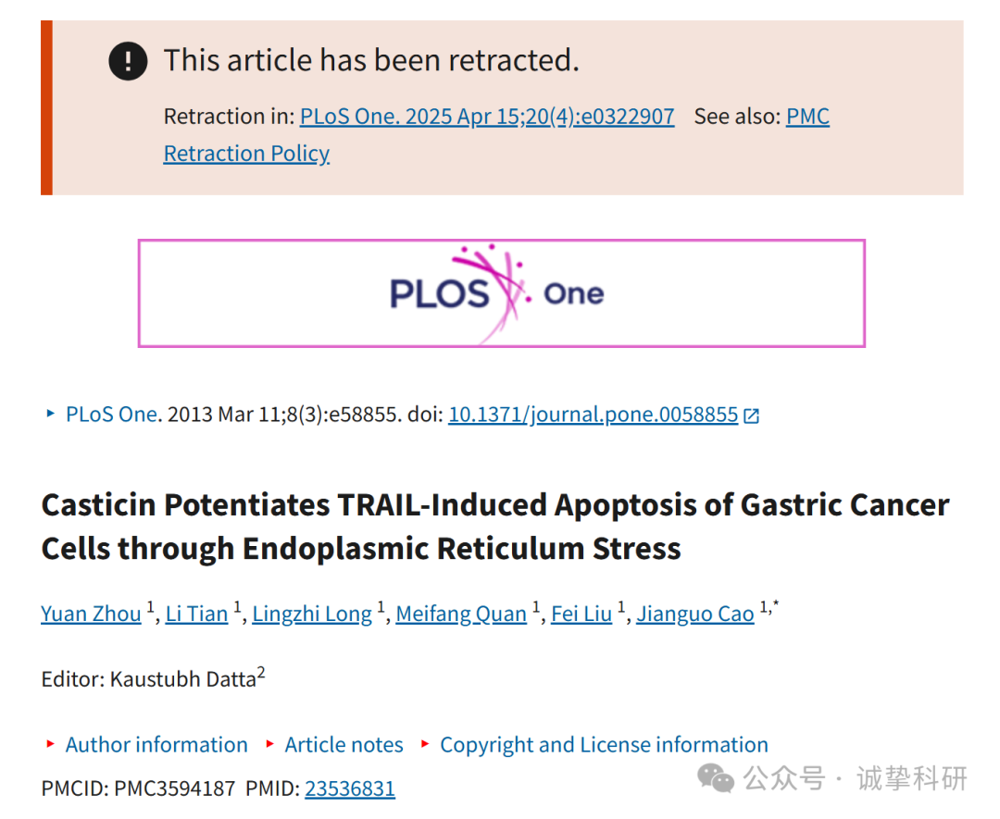 This article has been retracted.
Retraction in: PLoS One. 2025 Apr 15;20(4):e0322907 See also: PMC
Retraction Policy
PLOS One
PLoS One. 2013 Mar 11;8(3):e58855. doi: 10.1371/journal.pone.0058855
Casticin Potentiates TRAIL-Induced Apoptosis of Gastric Cancer
Cells through Endoplasmic Reticulum Stress
Yuan Zhou 1, Li Tian 1, Lingzhi Long 1, Meifang Quan 1, Fei Liu 1, Jianguo Cao 1,*
Editor: Kaustubh Datta2
Author information Article notes Copyright and License information
PMCID: PMC3594187 PMID: 23536831
公众号 · 诚挚科研